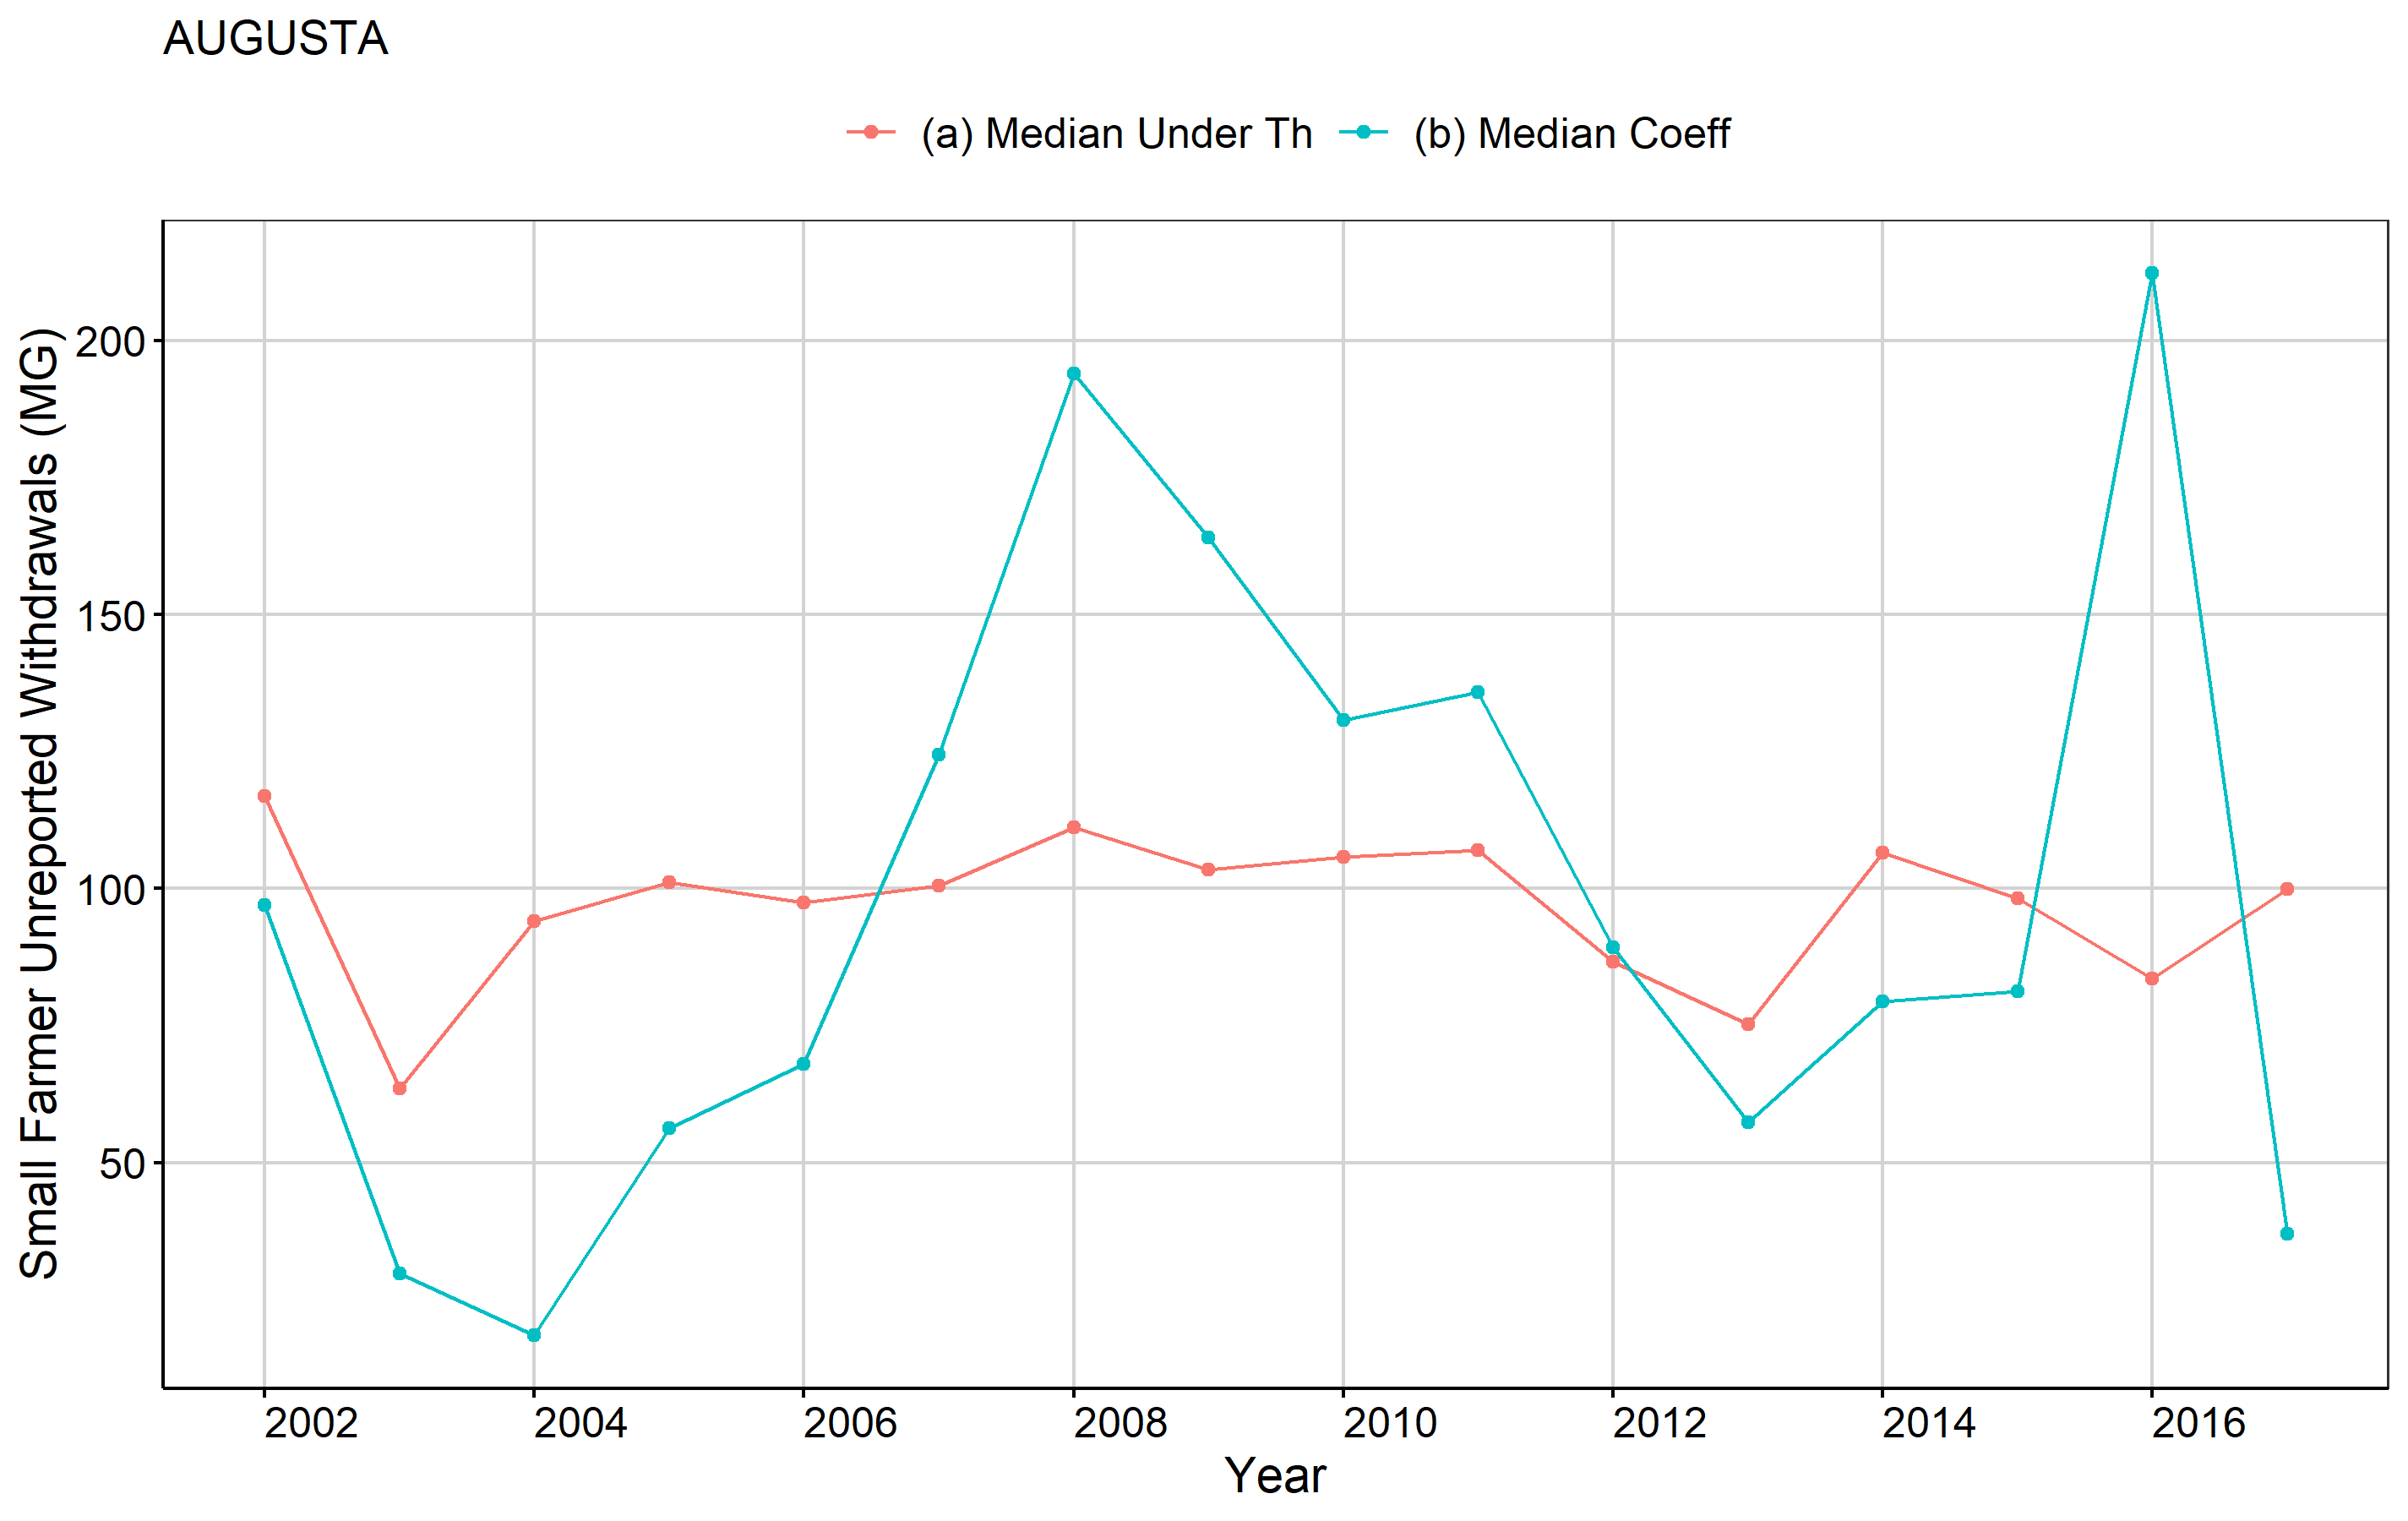 AUGUSTA
(a) Median Under Th (b) Median Coeff
Small Farmer Unreported Withdrawals (MG)
200
150
100
50
2002 2004 2006 2008 2010 2012 2014 2016
Year